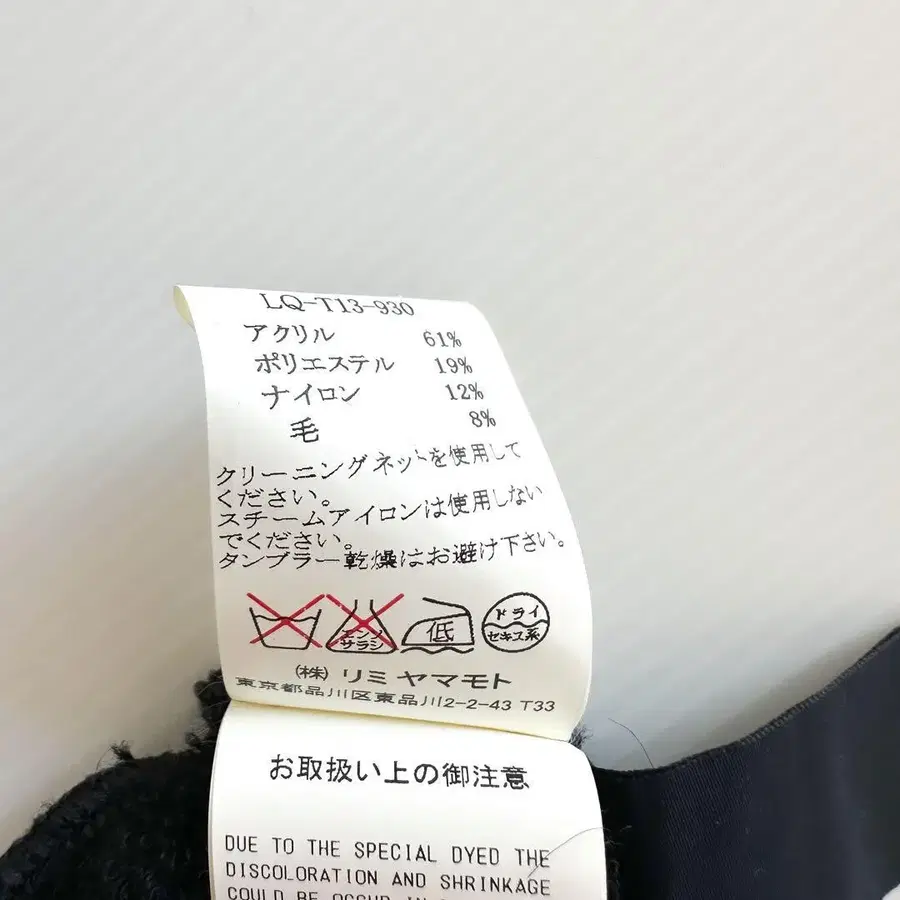 LQ-T13-930
アクリル 61%
ポリエステル 19%
ナイロン 12%
毛 8%
クリーニングネットを使用して
ください。
スチームアイロンは使用しない
でください。
タンブラー乾燥はお避け下さい。
エンソ サラシ 低 ドライ セキユ系
(株) リミ ヤマモト
東京都品川区東品川2-2-43 T33
お取扱い上の御注意
DUE TO THE SPECIAL DYED THE
DISCOLORATION AND SHRINKAGE
COULD BE OCCUR IN